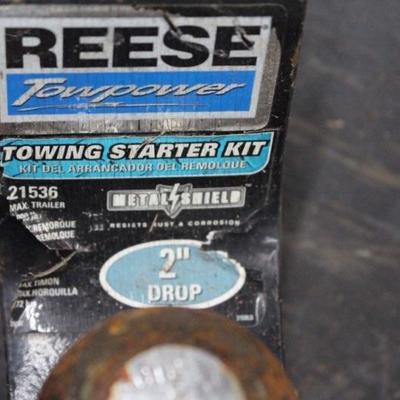 REESE
Towpower
TOWING STARTER KIT
KIT DEL ARRANCADOR DEL REMOLQUE
21536
METAL SHIELD
MAX. TRAILER
RESISTS RUST & CORROSION
REMOLQUE
2"
DROP